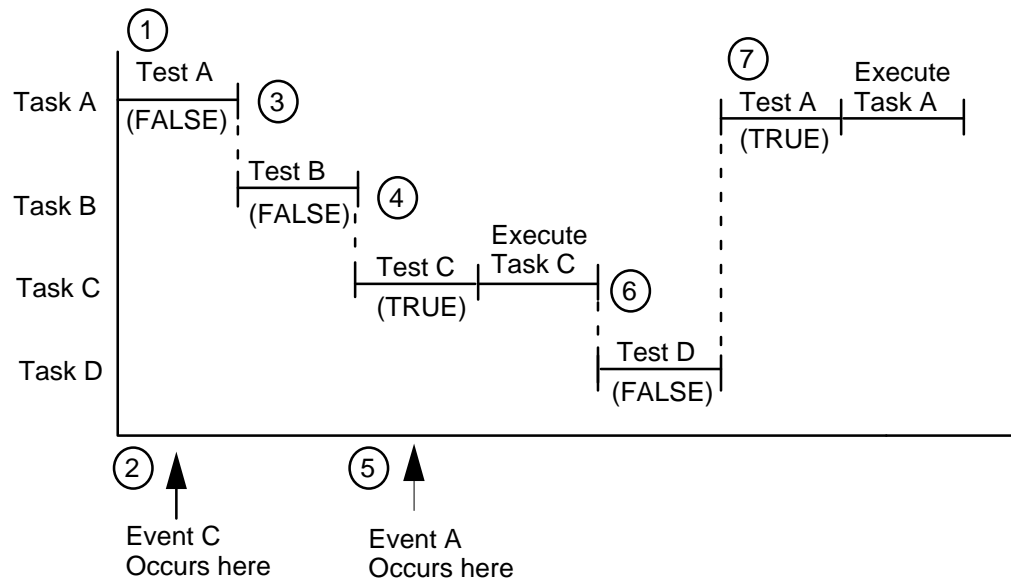 1
Test A
Task A
(FALSE)
3
Test B
Task B
(FALSE)
4
Execute
Test C
Task C
Task C
(TRUE)
6
Test D
Task D
(FALSE)
7
Execute
Test A
Task A
(TRUE)
2
Event C
Occurs here
5
Event A
Occurs here